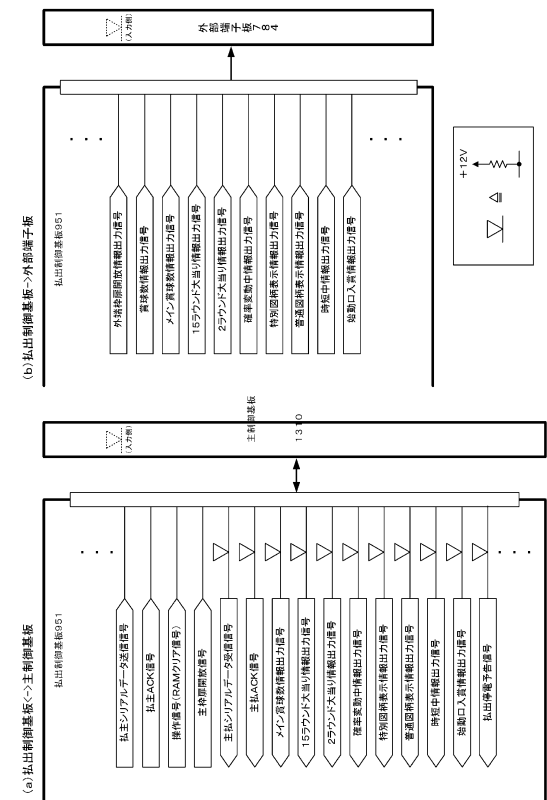 (a)払出制御基板<->主制御基板
払出制御基板951
・・・
払主シリアルデータ送信信号
払主ACK信号
操作信号(RAMクリア信号)
主枠扉開放信号
主払シリアルデータ受信信号
主払ACK信号
メイン賞球数情報出力信号
15ラウンド大当り情報出力信号
2ラウンド大当り情報出力信号
確率変動中情報出力信号
特別図柄表示情報出力信号
普通図柄表示情報出力信号
時短中情報出力信号
始動口入賞情報出力信号
払出停電予告信号
・・・
(入力側)
主制御基板
1310
(b)払出制御基板->外部端子板
払出制御基板951
・・・
外端枠扉開放情報出力信号
賞球数情報出力信号
メイン賞球数情報出力信号
15ラウンド大当り情報出力信号
2ラウンド大当り情報出力信号
確率変動中情報出力信号
特別図柄表示情報出力信号
普通図柄表示情報出力信号
時短中情報出力信号
始動口入賞情報出力信号
・・・
(入力側)
外部端子板
784
+12V
=